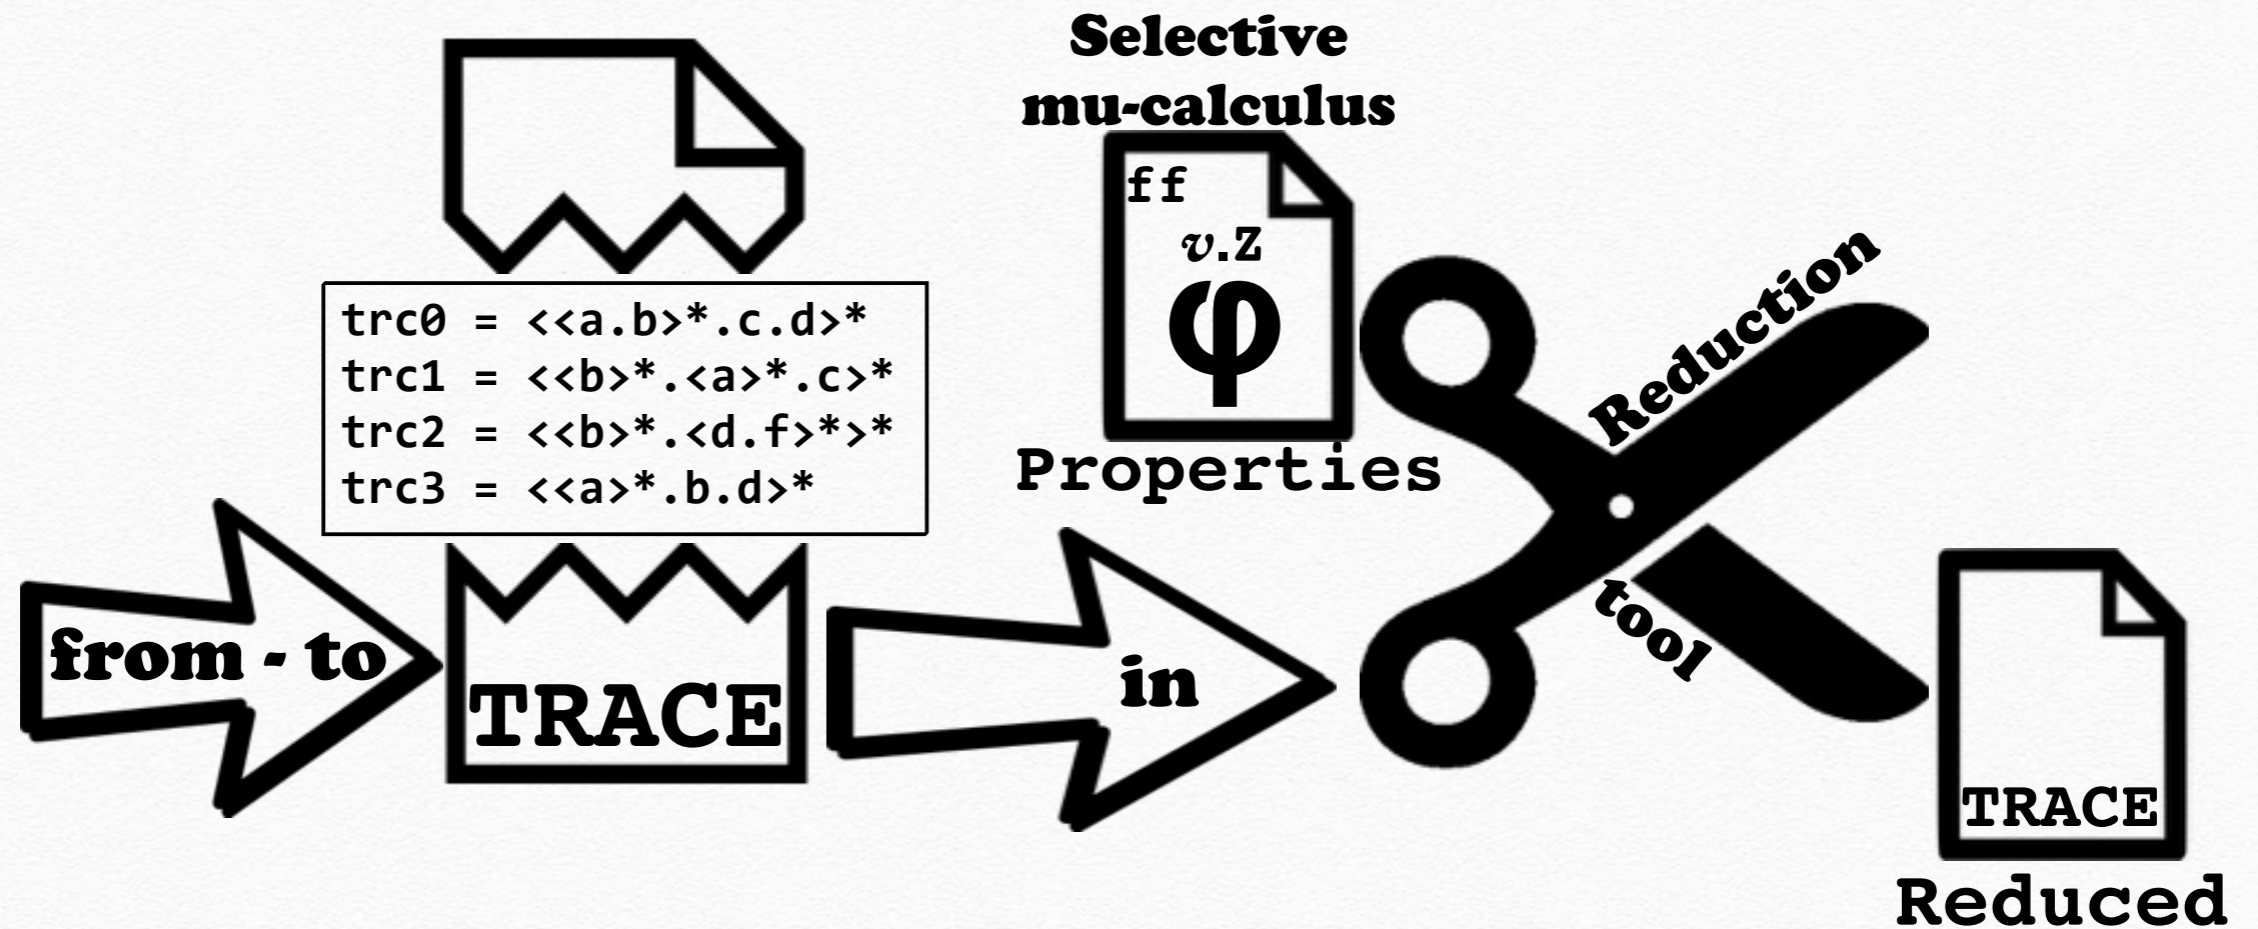 Selective
mu-calculus
ff
v.Z
φ
Properties
trc0 = <<a.b>*.c.d>*
trc1 = <<b>*.<a>*.c>*
trc2 = <<b>*.<d.f>*>*
trc3 = <<a>*.b.d>*
from - to
TRACE
in
Reduction
tool
TRACE
Reduced